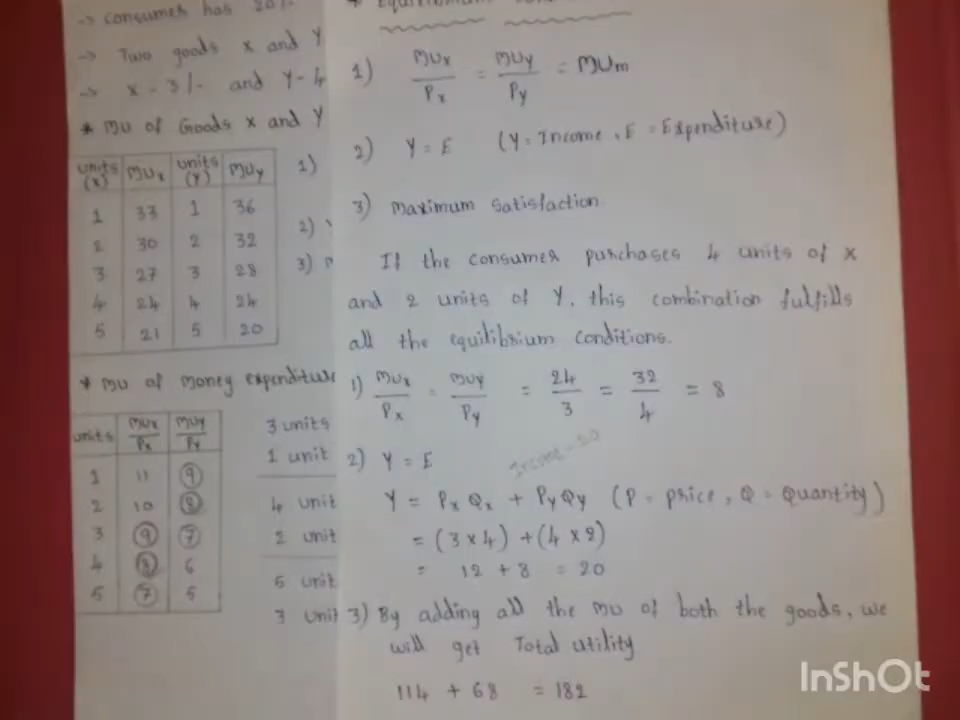 -> consumer has 20/-
-> Two goods x and Y
-> x - 3/- and Y - 4
* MU of Goods x and Y
units (x) MUx units (Y) MUy
1 33 1 36
2 30 2 32
3 27 3 28
4 24 4 24
5 21 5 20
* MU of money expenditure
units MUx/Px MUy/Py
1 11 9
2 10 8
3 9 7
4 8 6
5 7 5
1)
2)
3)
3 units
1 unit
4 unit
2 unit
5 unit
3 unit
1) MUx/Px = MUy/Py = MUm
2) Y = E (Y = Income, E = Expenditure)
3) Maximum satisfaction.
If the consumer purchases 4 units of x
and 2 units of Y. this combination fulfills
all the equilibrium conditions.
1) MUx/Px = MUy/Py = 24/3 = 32/4 = 8
Income = 20
2) Y = E
Y = PxQx + PyQy (P = price, Q = Quantity)
= (3 x 4) + (4 x 2)
= 12 + 8 = 20
3) By adding all the MU of both the goods, we
will get Total utility
114 + 68 = 182
InShOt